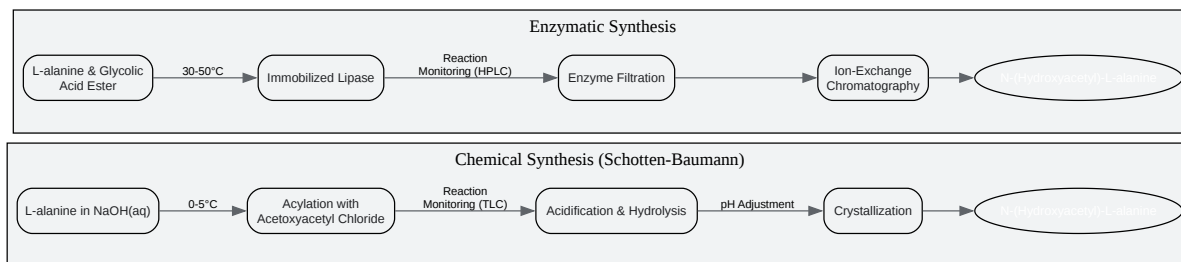 Enzymatic Synthesis
L-alanine & Glycolic
Acid Ester
30-50°C
Immobilized Lipase
Reaction
Monitoring (HPLC)
Enzyme Filtration
Ion-Exchange
Chromatography
N-(Hydroxyacetyl)-L-alanine
Chemical Synthesis (Schotten-Baumann)
L-alanine in NaOH(aq)
0-5°C
Acylation with
Acetoxyacetyl Chloride
Reaction
Monitoring (TLC)
Acidification & Hydrolysis
pH Adjustment
Crystallization
N-(Hydroxyacetyl)-L-alanine